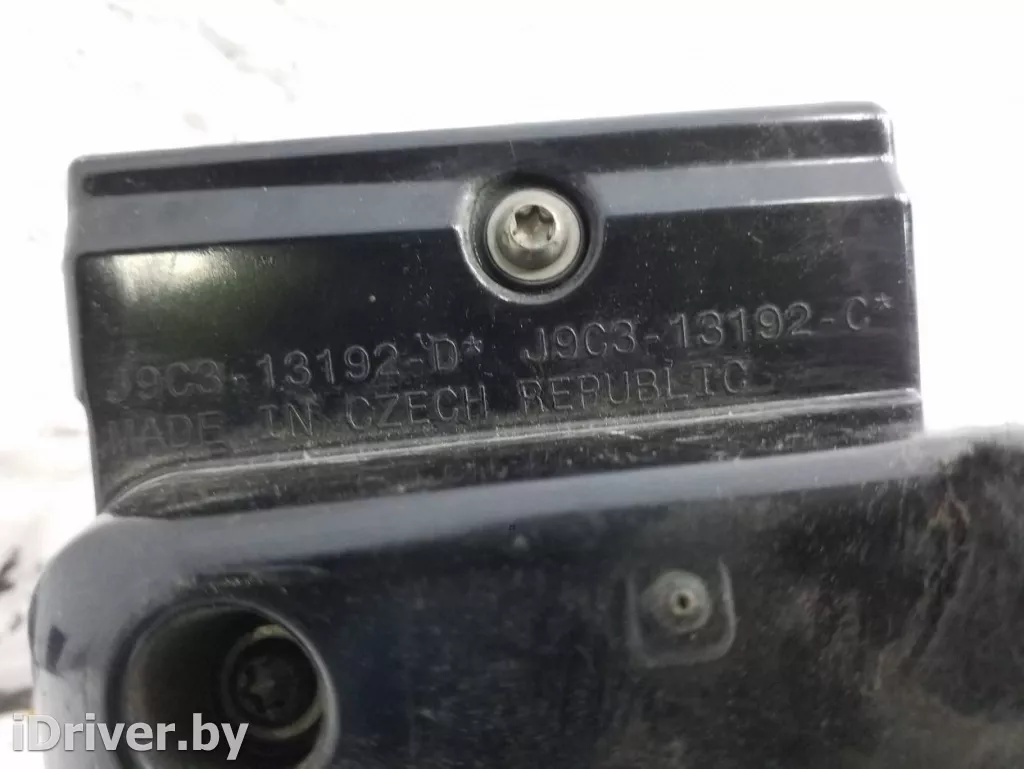 J9C3-13192-D* J9C3-13192-C*
MADE IN CZECH REPUBLIC
iDriver.by